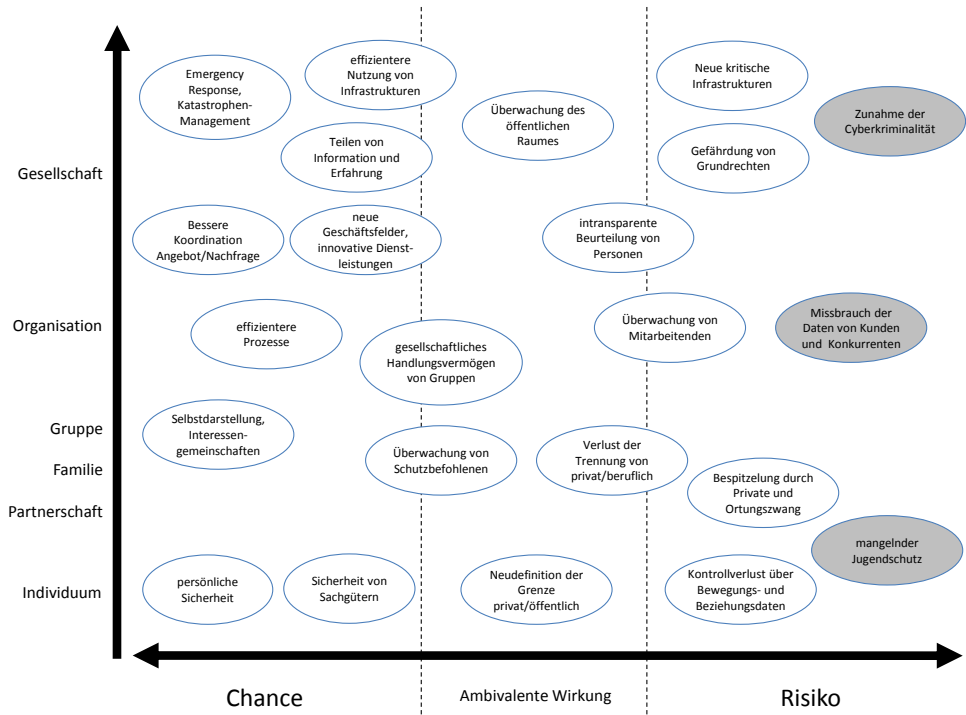 Emergency
Response,
Katastrophen-
Management
effizientere
Nutzung von
Infrastrukturen
Überwachung des
öffentlichen
Raumes
Neue kritische
Infrastrukturen
Zunahme der
Cyberkriminalität
Teilen von
Information und
Erfahrung
Gefährdung von
Grundrechten
Gesellschaft
Bessere
Koordination
Angebot/Nachfrage
neue
Geschäftsfelder,
innovative Dienst-
leistungen
intransparente
Beurteilung von
Personen
Organisation
effizientere
Prozesse
gesellschaftliches
Handlungsvermögen
von Gruppen
Überwachung von
Mitarbeitenden
Missbrauch der
Daten von Kunden
und Konkurrenten
Gruppe
Familie
Partnerschaft
Selbstdarstellung,
Interessen-
gemeinschaften
Überwachung von
Schutzbefohlenen
Verlust der
Trennung von
privat/beruflich
Bespitzelung durch
Private und
Ortungszwang
mangelnder
Jugendschutz
Individuum
persönliche
Sicherheit
Sicherheit von
Sachgütern
Neudefinition der
Grenze
privat/öffentlich
Kontrollverlust über
Bewegungs- und
Beziehungsdaten
Chance
Ambivalente Wirkung
Risiko